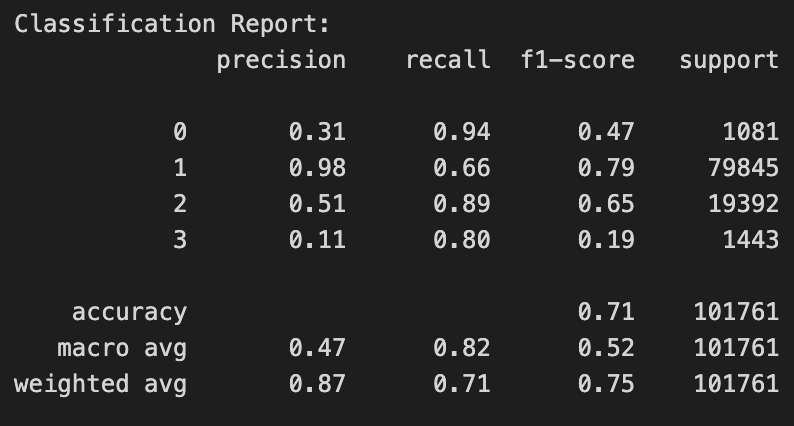 Classification Report:
precision recall f1-score support
0 0.31 0.94 0.47 1081
1 0.98 0.66 0.79 79845
2 0.51 0.89 0.65 19392
3 0.11 0.80 0.19 1443
accuracy 0.71 101761
macro avg 0.47 0.82 0.52 101761
weighted avg 0.87 0.71 0.75 101761